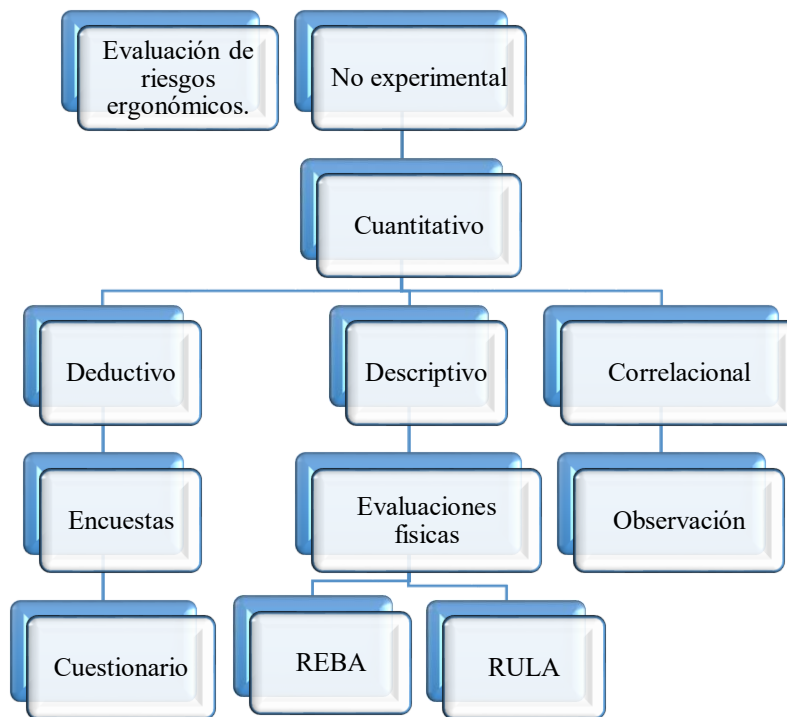 Evaluación de
riesgos
ergonómicos.
No experimental
Cuantitativo
Deductivo
Descriptivo
Correlacional
Encuestas
Evaluaciones
fisicas
Observación
Cuestionario
REBA
RULA